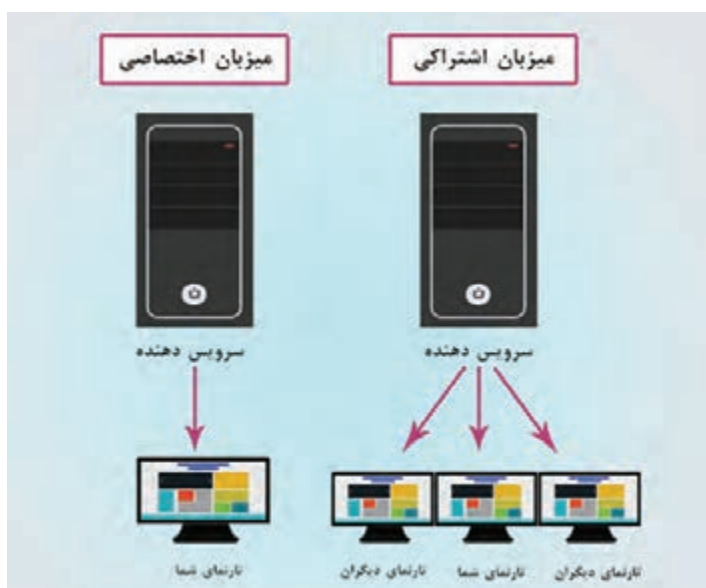 میزبان اشتراکی
میزبان اختصاصی
سرویس دهنده
سرویس دهنده
تارنمای دیگران
تارنمای شما
تارنمای دیگران
تارنمای شما